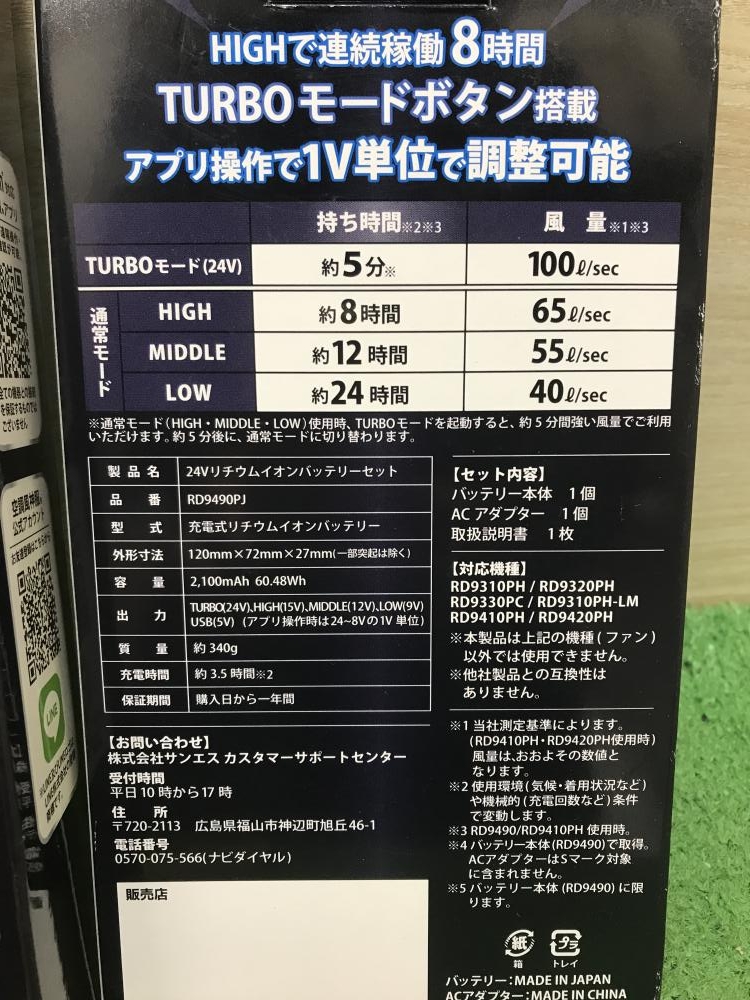 HIGHで連続稼働8時間
TURBOモードボタン搭載
アプリ操作で1V単位で調整可能
持ち時間※2※3 風量※1※3
TURBOモード(24V) 約5分※ 100ℓ/sec
通常モード
HIGH 約8時間 65ℓ/sec
MIDDLE 約12時間 55ℓ/sec
LOW 約24時間 40ℓ/sec
※通常モード(HIGH・MIDDLE・LOW)使用時、TURBOモードを起動すると、約5分間強い風量でご利用
いただけます。約5分後に、通常モードに切り替わります。
製品名 24Vリチウムイオンバッテリーセット
品番 RD9490PJ
型式 充電式リチウムイオンバッテリー
外形寸法 120mm×72mm×27mm(一部突起は除く)
容量 2,100mAh 60.48Wh
出力 TURBO(24V),HIGH(15V),MIDDLE(12V),LOW(9V)
USB(5V) (アプリ操作時は24~8Vの1V単位)
質量 約340g
充電時間 約3.5時間※2
保証期間 購入日から一年間
【お問い合わせ】
株式会社サンエス カスタマーサポートセンター
受付時間
平日10時から17時
住所
〒720-2113 広島県福山市神辺町旭丘46-1
電話番号
0570-075-566(ナビダイヤル)
販売店
【セット内容】
バッテリー本体 1個
ACアダプター 1個
取扱説明書 1枚
【対応機種】
RD9310PH / RD9320PH
RD9330PC / RD9310PH-LM
RD9410PH / RD9420PH
※本製品は上記の機種(ファン)
以外では使用できません。
※他社製品との互換性は
ありません。
※1 当社測定基準によります。
(RD9410PH・RD9420PH使用時)
風量は、おおよその数値と
なります。
※2 使用環境(気候・着用状況など)
や機械的(充電回数など)条件
で変動します。
※3 RD9490/RD9410PH 使用時。
※4 バッテリー本体(RD9490)で取得。
ACアダプターはSマーク対象
に含まれません。
※5 バッテリー本体(RD9490)に限
ります。
紙 プラ
箱 トレイ
バッテリー:MADE IN JAPAN
ACアダプター:MADE IN CHINA
空調風神服
公式アカウント
LINE